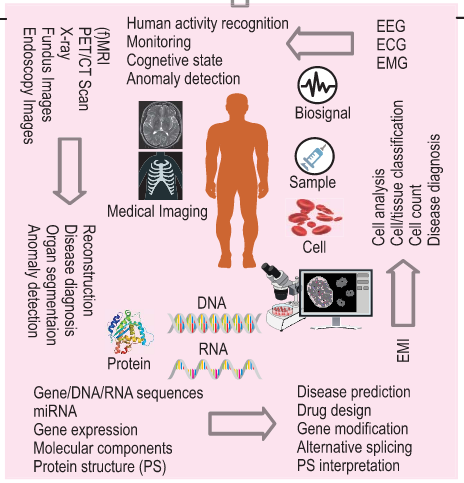 Human activity recognition
Monitoring
Cognetive state
Anomaly detection
EEG
ECG
EMG
(f)MRI
PET/CT Scan
X-ray
Fundus Images
Endoscopy Images
Biosignal
Sample
Cell
Medical Imaging
Cell analysis
Cell/tissue classification
Cell count
Disease diagnosis
Reconstruction
Disease diagnosis
Organ segmentaion
Anomaly detection
DNA
RNA
Protein
EMI
Gene/DNA/RNA sequences
miRNA
Gene expression
Molecular components
Protein structure (PS)
Disease prediction
Drug design
Gene modification
Alternative splicing
PS interpretation